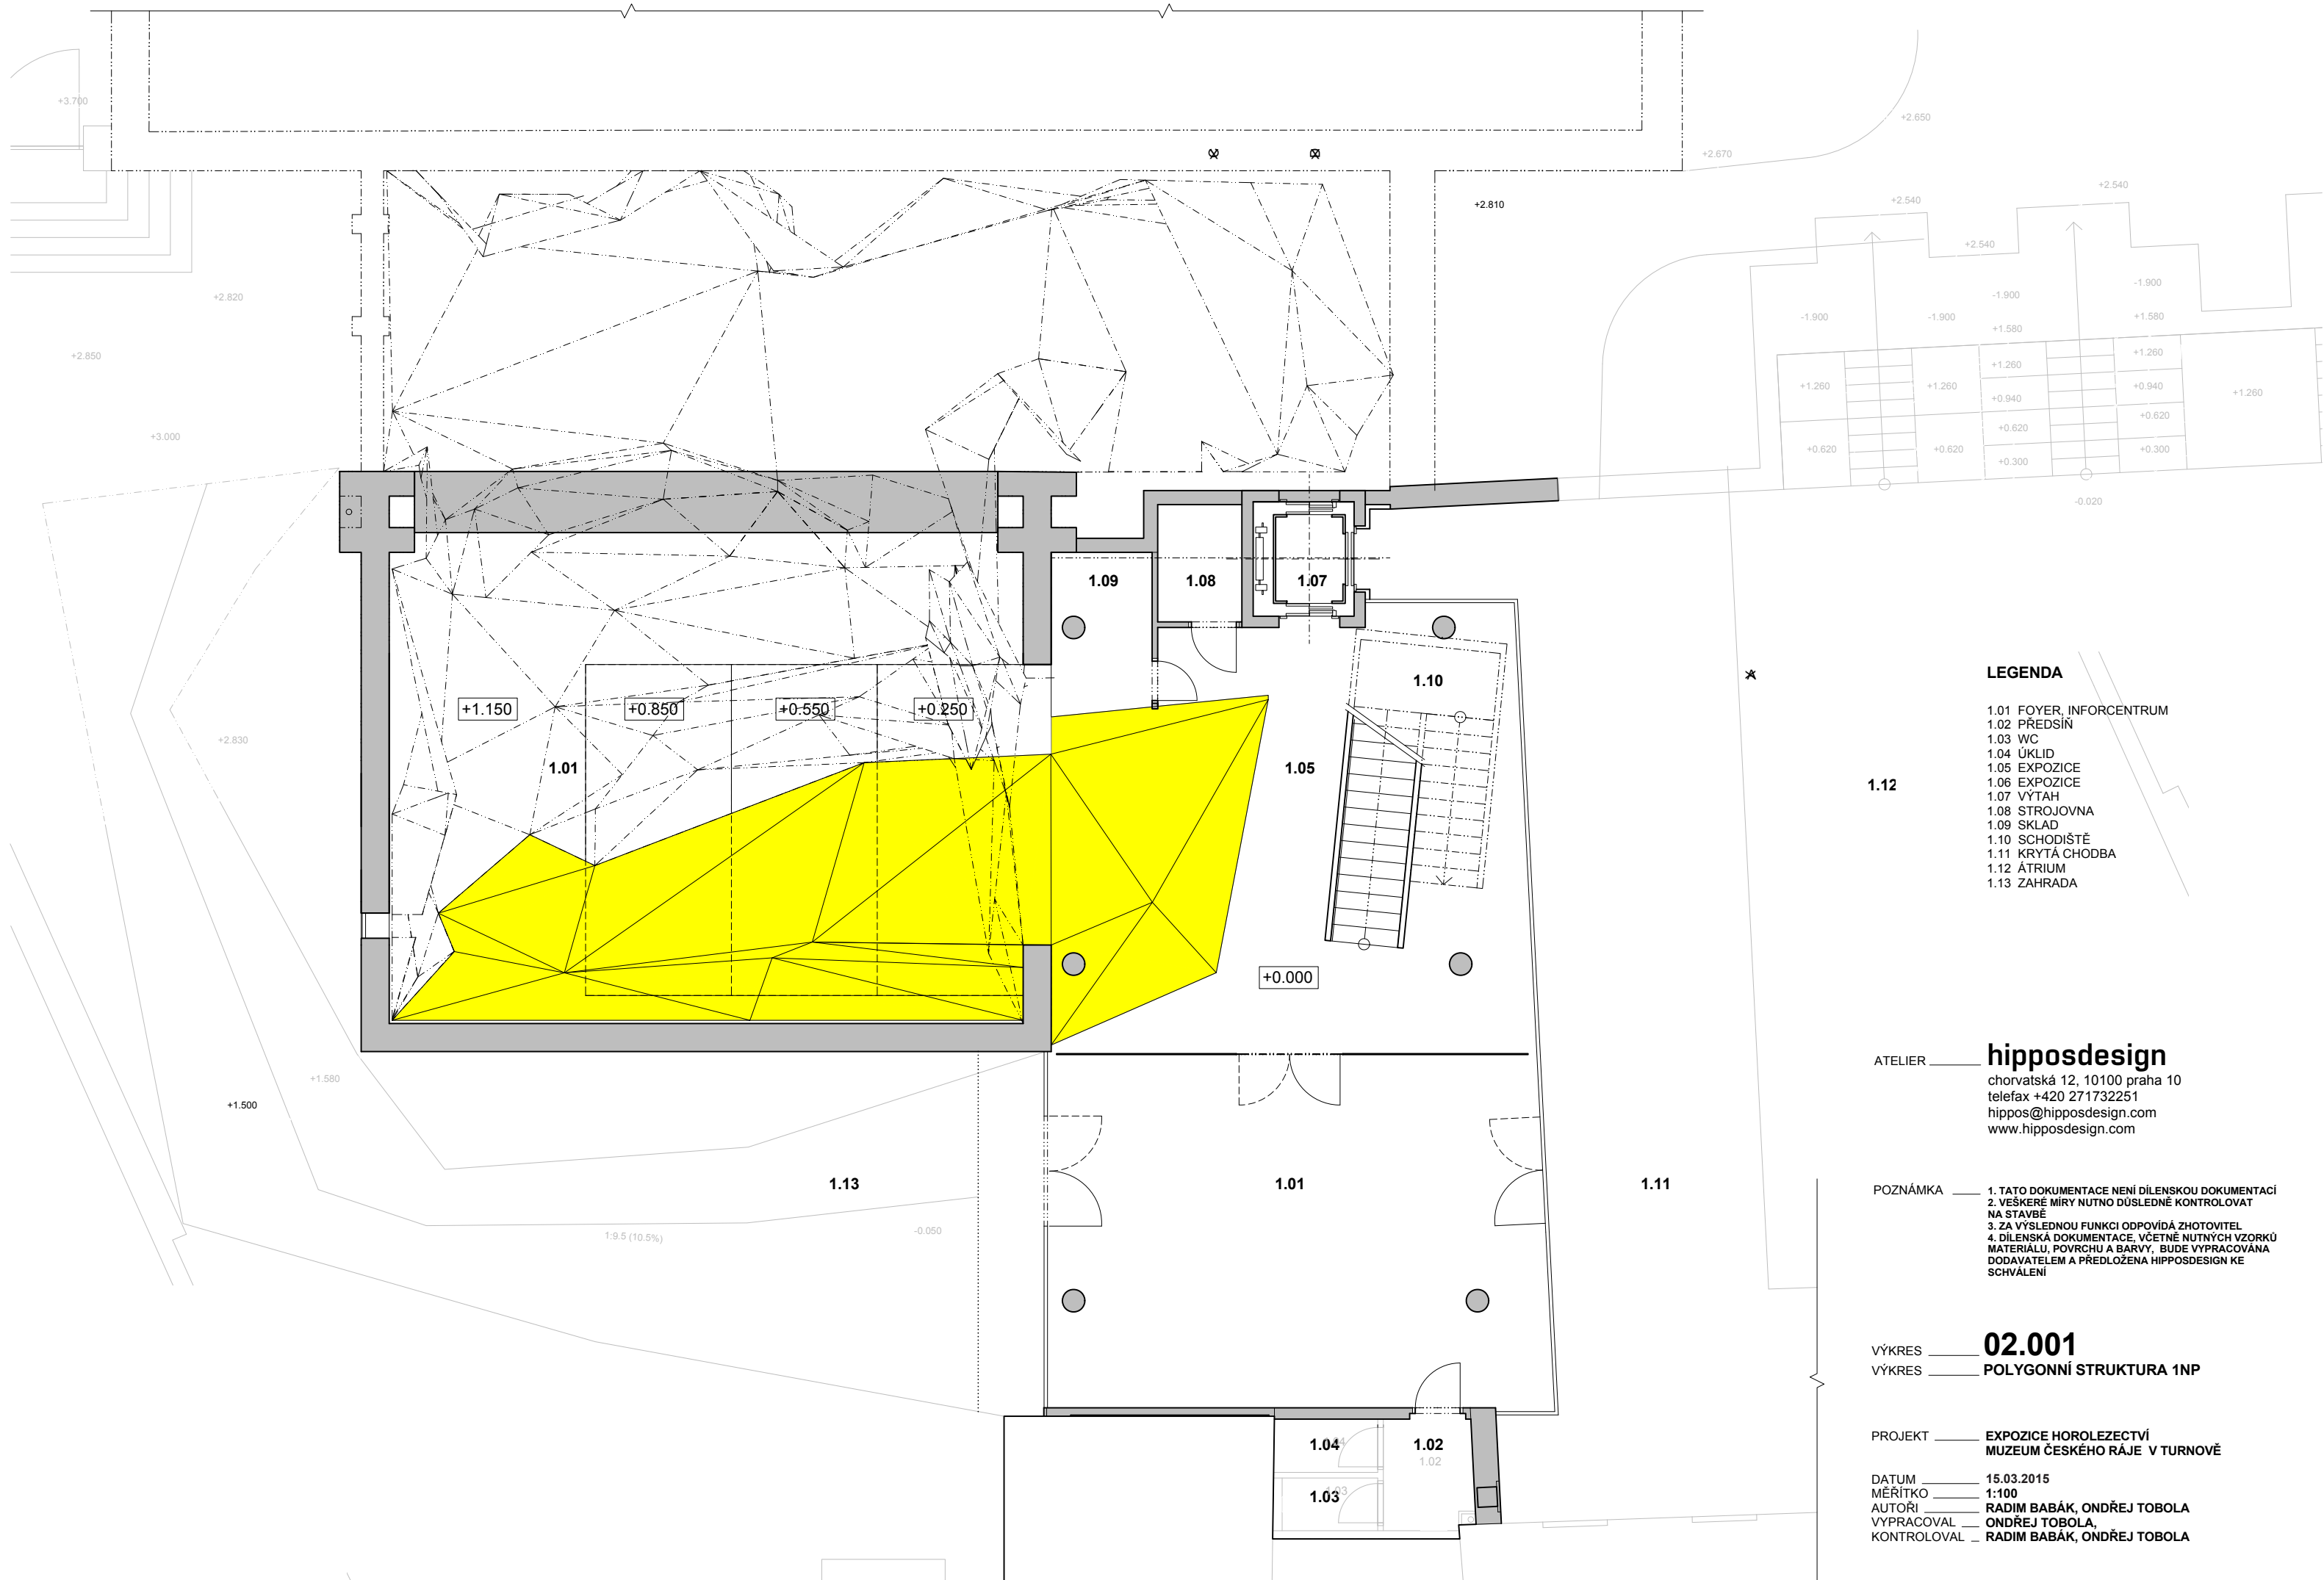 +3.700
+2.650
+2.670
+2.540
+2.540
+2.810
+2.540
+2.820
-1.900
-1.900
-1.900
-1.900
+1.580
+1.580
+2.850
+1.260
+1.260
+1.260
+1.260
+1.260
+1.260
+0.940
+0.940
+0.620
+0.620
+3.000
+0.620
+0.620
+0.300
+0.300
-0.020
1.09
1.08
1.07
1.10
+1.150
+0.850
+0.550
+0.250
+2.830
1.01
1.05
1.12
+0.000
+1.580
+1.500
1.13
1.01
1.11
-0.050
1:9.5 (10.5%)
1.04
1.02
1.02
1.03
LEGENDA
1.01 FOYER, INFORCENTRUM
1.02 PŘEDSÍŇ
1.03 WC
1.04 ÚKLID
1.05 EXPOZICE
1.06 EXPOZICE
1.07 VÝTAH
1.08 STROJOVNA
1.09 SKLAD
1.10 SCHODIŠTĚ
1.11 KRYTÁ CHODBA
1.12 ÁTRIUM
1.13 ZAHRADA
ATELIER hipposdesign
chorvatská 12, 10100 praha 10
telefax +420 271732251
hippos@hipposdesign.com
www.hipposdesign.com
POZNÁMKA 1. TATO DOKUMENTACE NENÍ DÍLENSKOU DOKUMENTACÍ
2. VEŠKERÉ MÍRY NUTNO DŮSLEDNĚ KONTROLOVAT
NA STAVBĚ
3. ZA VÝSLEDNOU FUNKCI ODPOVÍDÁ ZHOTOVITEL
4. DÍLENSKÁ DOKUMENTACE, VČETNĚ NUTNÝCH VZORKŮ
MATERIÁLU, POVRCHU A BARVY, BUDE VYPRACOVÁNA
DODAVATELEM A PŘEDLOŽENA HIPPOSDESIGN KE
SCHVÁLENÍ
VÝKRES 02.001
VÝKRES POLYGONNÍ STRUKTURA 1NP
PROJEKT EXPOZICE HOROLEZECTVÍ
MUZEUM ČESKÉHO RÁJE V TURNOVĚ
DATUM 15.03.2015
MĚŘÍTKO 1:100
AUTOŘI RADIM BABÁK, ONDŘEJ TOBOLA
VYPRACOVAL ONDŘEJ TOBOLA,
KONTROLOVAL RADIM BABÁK, ONDŘEJ TOBOLA